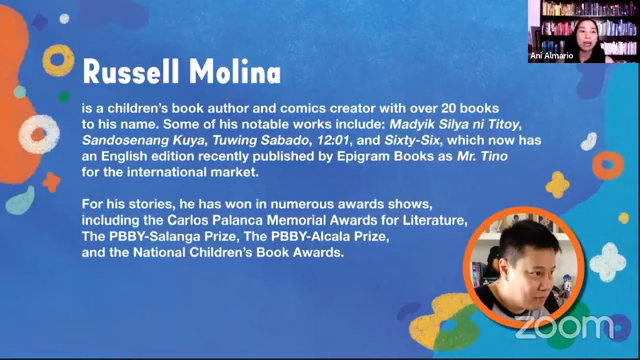 Ani Almario
Russell Molina
is a children's book author and comics creator with over 20 books
to his name. Some of his notable works include: Madyik Silya ni Titoy,
Sandosenang Kuya, Tuwing Sabado, 12:01, and Sixty-Six, which now has
an English edition recently published by Epigram Books as Mr. Tino
for the international market.
For his stories, he has won in numerous awards shows,
including the Carlos Palanca Memorial Awards for Literature,
The PBBY-Salanga Prize, The PBBY-Alcala Prize,
and the National Children's Book Awards.
zoom